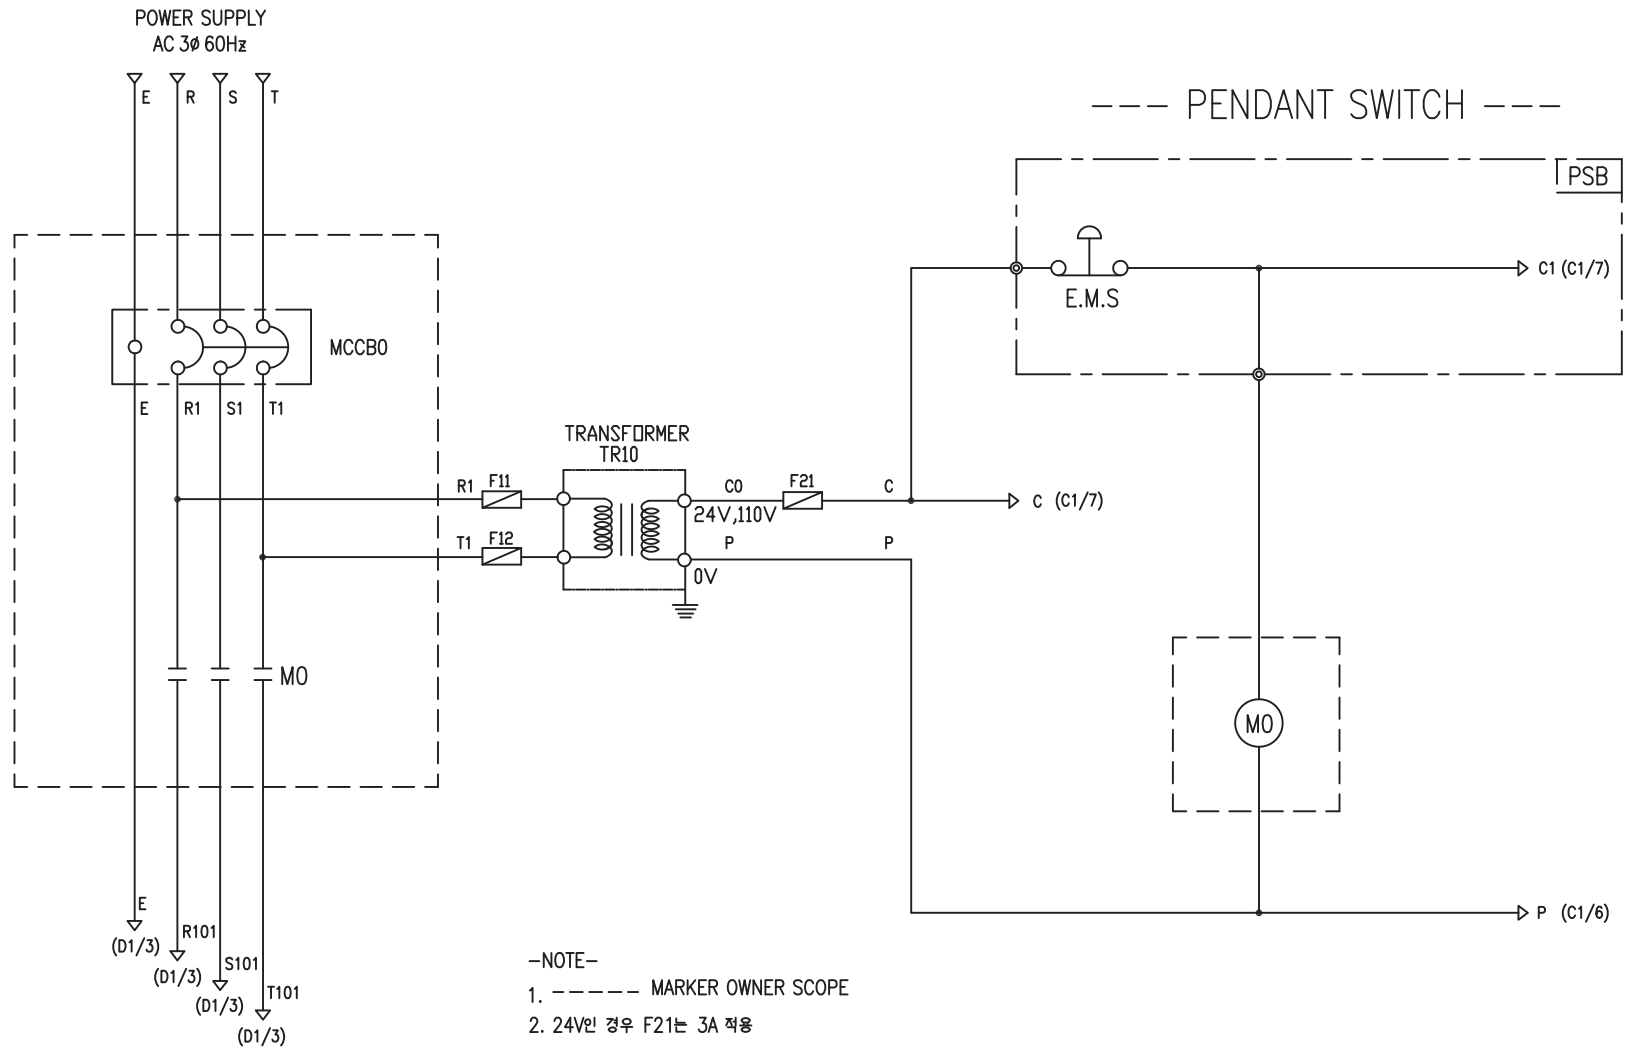 POWER SUPPLY
AC 3ø 60Hz
E R S T
PENDANT SWITCH
PSB
C1 (C1/7)
E.M.S
MCCB0
E R1 S1 T1
TRANSFORMER
TR10
R1 F11
C0 F21 C
C (C1/7)
24V,110V
T1 F12
P P
0V
M0
M0
E
(D1/3)
P (C1/6)
R101
(D1/3)
S101
(D1/3)
T101
(D1/3)
-NOTE-
1. ------ MARKER OWNER SCOPE
2. 24V인 경우 F21는 3A 적용